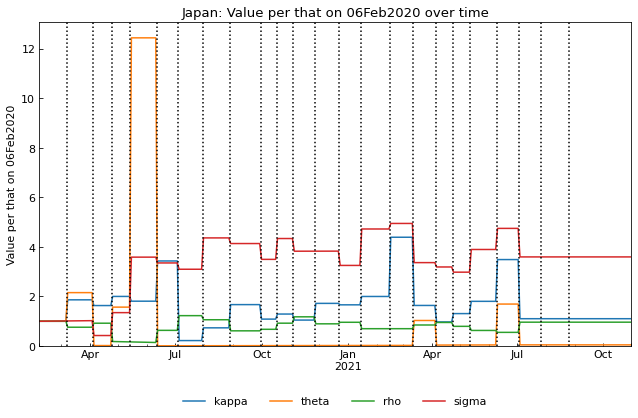 Japan: Value per that on 06Feb2020 over time
Value per that on 06Feb2020
12
10
8
6
4
2
0
Apr Jul Oct Jan Apr Jul Oct
2021
kappa theta rho sigma